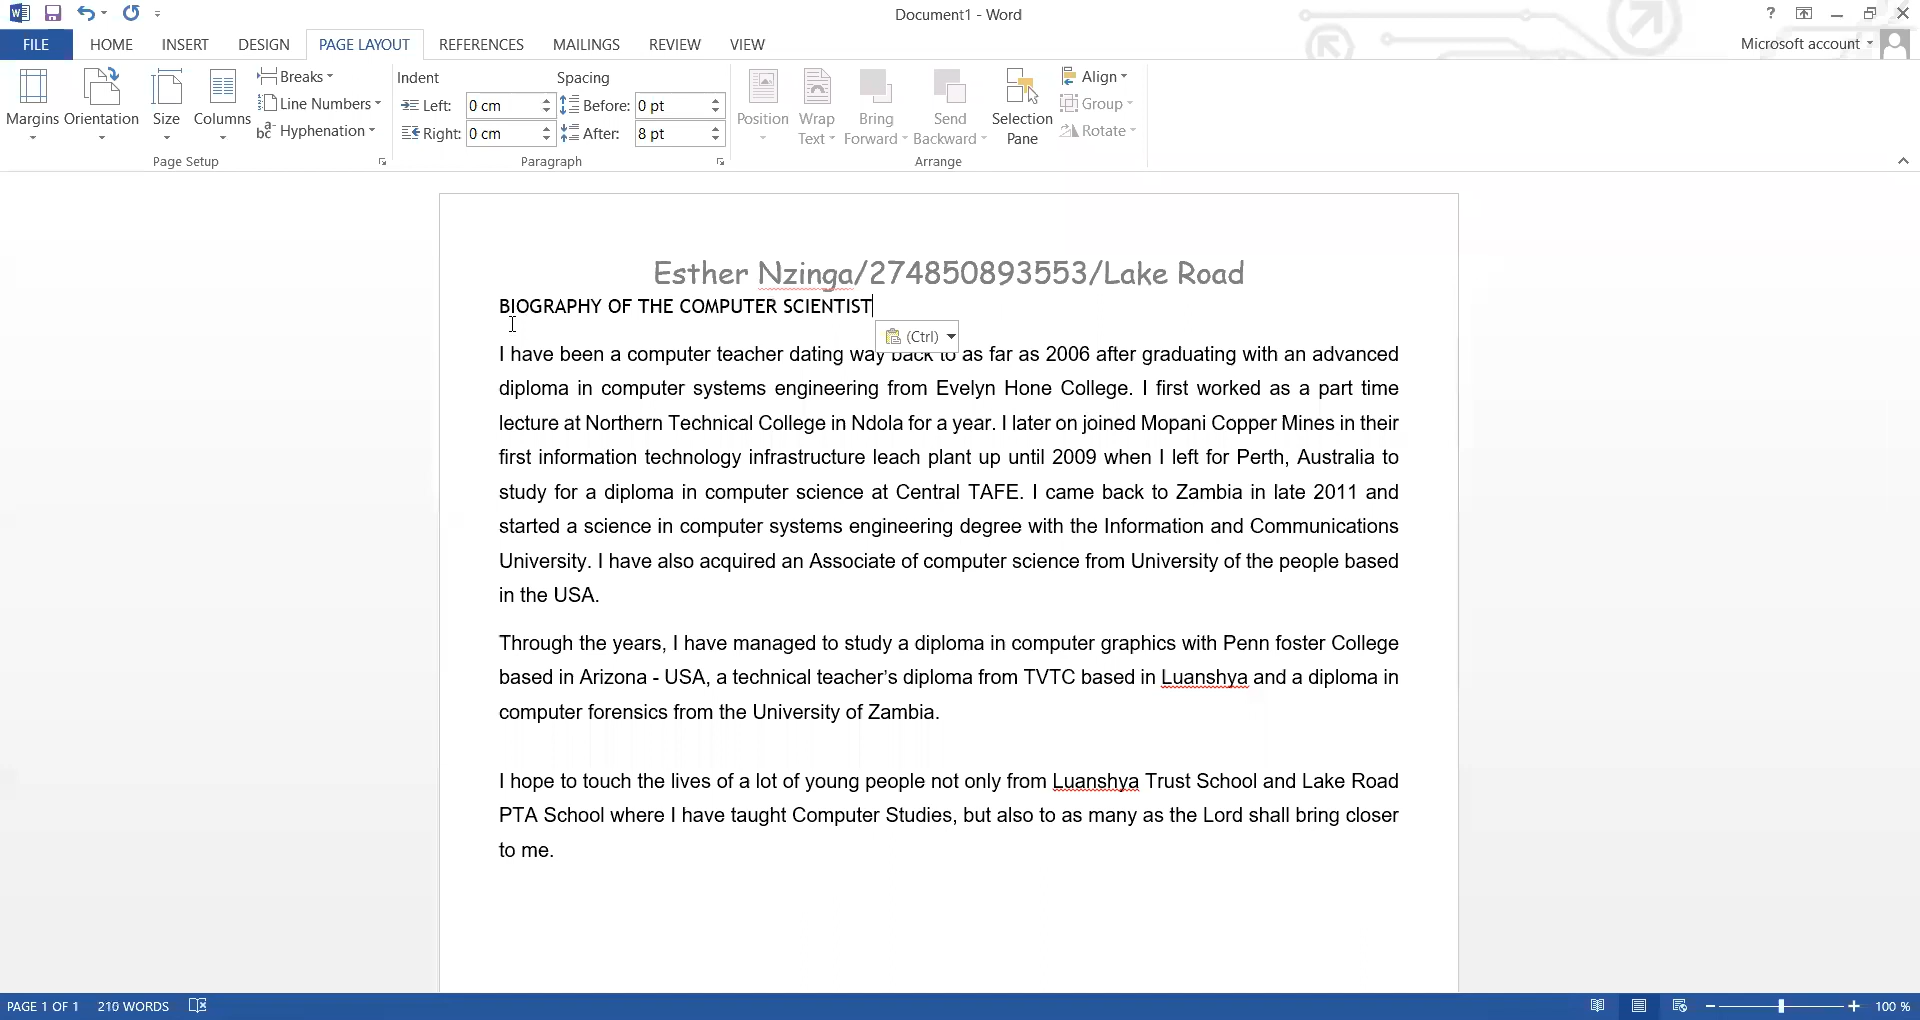 Document1 - Word
?
FILE HOME INSERT DESIGN PAGE LAYOUT REFERENCES MAILINGS REVIEW VIEW
Microsoft account
Margins Orientation Size Columns
Breaks
Line Numbers
Hyphenation
Page Setup
Indent Spacing
Left: 0 cm Before: 0 pt
Right: 0 cm After: 8 pt
Paragraph
Position Wrap Text Bring Forward Send Backward Selection Pane
Align
Group
Rotate
Arrange
Esther Nzinga/274850893553/Lake Road
BIOGRAPHY OF THE COMPUTER SCIENTIST
(Ctrl)
I have been a computer teacher dating way back to as far as 2006 after graduating with an advanced
diploma in computer systems engineering from Evelyn Hone College. I first worked as a part time
lecture at Northern Technical College in Ndola for a year. I later on joined Mopani Copper Mines in their
first information technology infrastructure leach plant up until 2009 when I left for Perth, Australia to
study for a diploma in computer science at Central TAFE. I came back to Zambia in late 2011 and
started a science in computer systems engineering degree with the Information and Communications
University. I have also acquired an Associate of computer science from University of the people based
in the USA.
Through the years, I have managed to study a diploma in computer graphics with Penn foster College
based in Arizona - USA, a technical teacher’s diploma from TVTC based in Luanshya and a diploma in
computer forensics from the University of Zambia.
I hope to touch the lives of a lot of young people not only from Luanshya Trust School and Lake Road
PTA School where I have taught Computer Studies, but also to as many as the Lord shall bring closer
to me.
PAGE 1 OF 1 210 WORDS
100 %